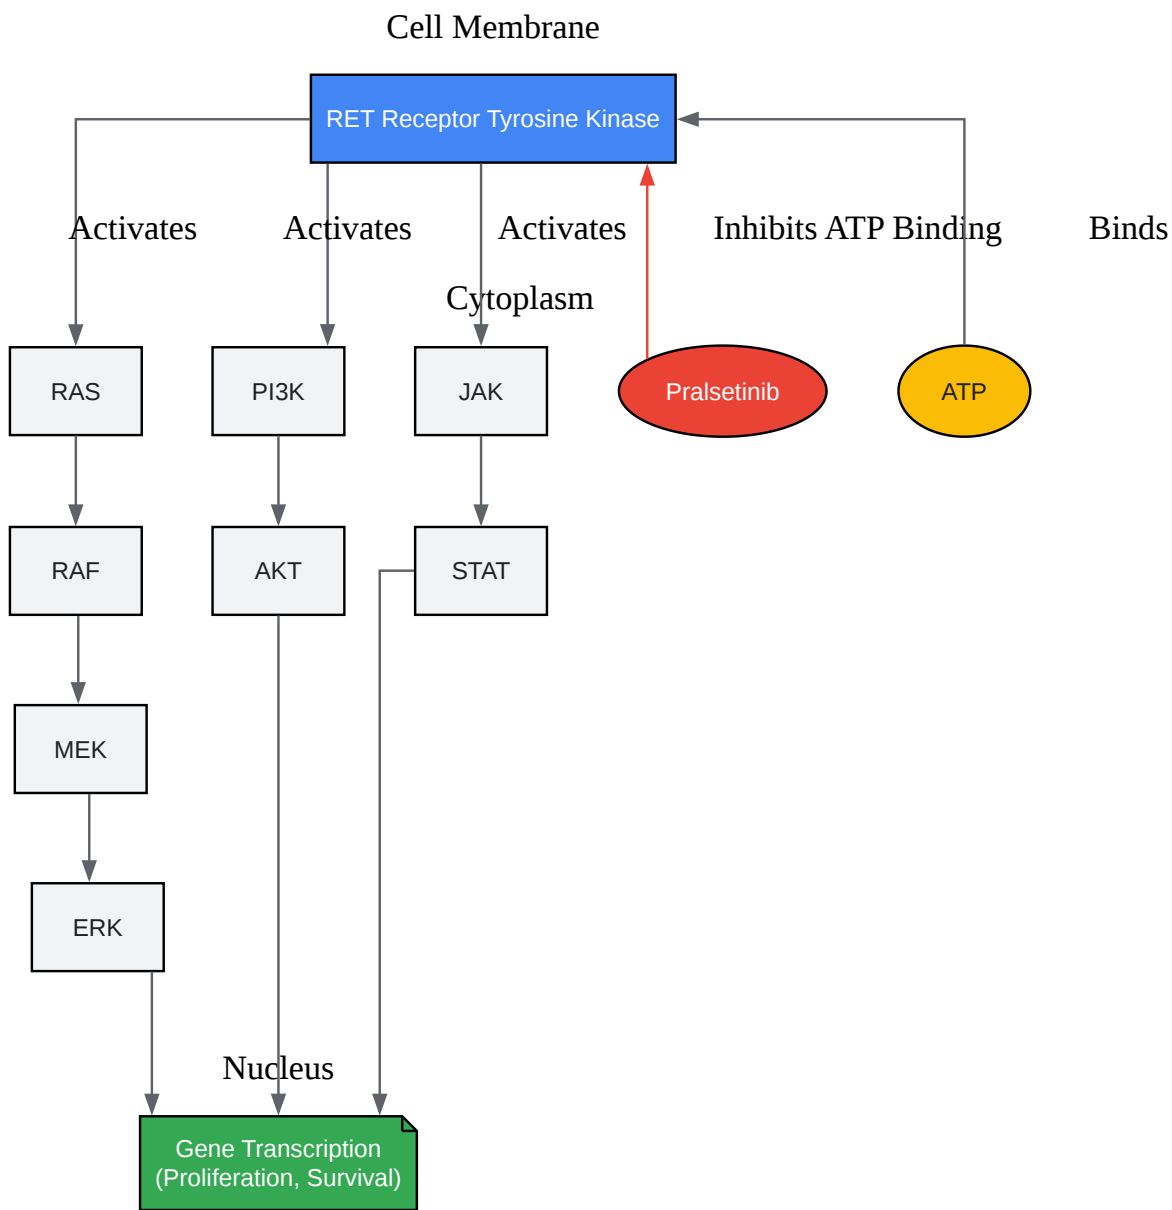 Cell Membrane
RET Receptor Tyrosine Kinase
Activates
Activates
Activates
Inhibits ATP Binding
Binds
Cytoplasm
RAS
PI3K
JAK
Pralsetinib
ATP
RAF
AKT
STAT
MEK
ERK
Nucleus
Gene Transcription
(Proliferation, Survival)